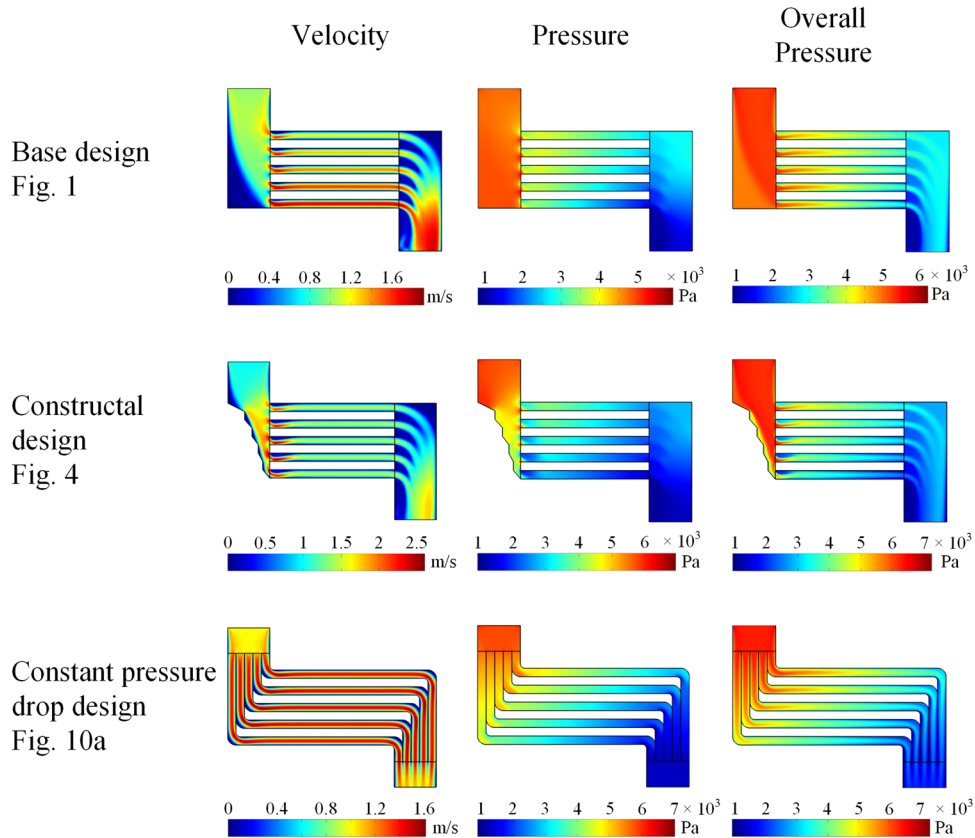 Velocity
Pressure
Overall
Pressure
Base design
Fig. 1
0 0.4 0.8 1.2 1.6
m/s
1 2 3 4 5 × 10³
Pa
1 2 3 4 5 6 × 10³
Pa
Constructal
design
Fig. 4
0 0.5 1 1.5 2 2.5
m/s
1 2 3 4 5 6 × 10³
Pa
1 2 3 4 5 6 7 × 10³
Pa
Constant pressure
drop design
Fig. 10a
0 0.4 0.8 1.2 1.6
m/s
1 2 3 4 5 6 7 × 10³
Pa
1 2 3 4 5 6 7 × 10³
Pa